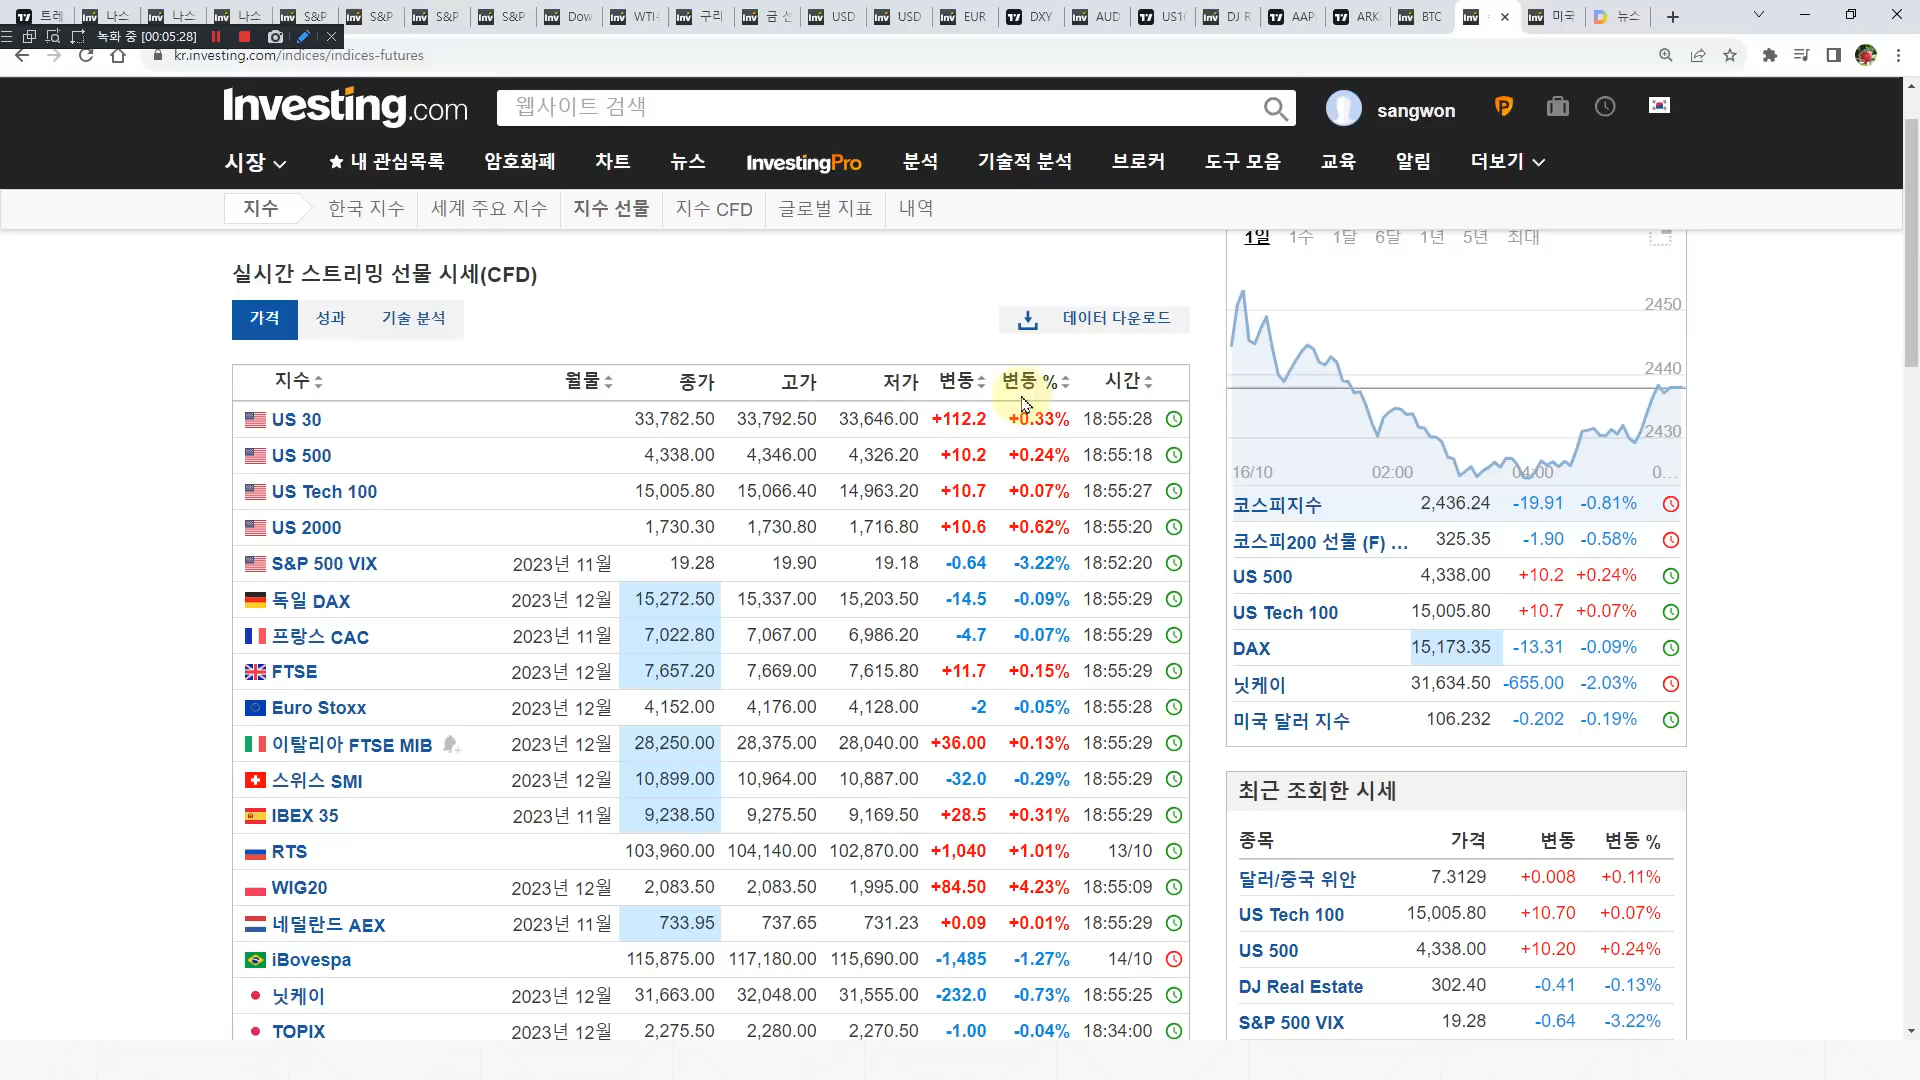 트레 나스 나스 나스 S&P S&P S&P S&P Dow WTI 구리 금 선 USD USD EUR DXY AUD US1 DJ R AAP ARK BTC 미국 뉴스
녹화 중 [00:05:28]
kr.investing.com/indices/indices-futures
Investing.com
웹사이트 검색
sangwon
시장 내 관심목록 암호화폐 차트 뉴스 InvestingPro 분석 기술적 분석 브로커 도구 모음 교육 알림 더보기
지수 한국 지수 세계 주요 지수 지수 선물 지수 CFD 글로벌 지표 내역
실시간 스트리밍 선물 시세(CFD)
가격 성과 기술 분석 데이터 다운로드
지수 월물 종가 고가 저가 변동 변동 % 시간
US 30 33,782.50 33,792.50 33,646.00 +112.2 +0.33% 18:55:28
US 500 4,338.00 4,346.00 4,326.20 +10.2 +0.24% 18:55:18
US Tech 100 15,005.80 15,066.40 14,963.20 +10.7 +0.07% 18:55:27
US 2000 1,730.30 1,730.80 1,716.80 +10.6 +0.62% 18:55:20
S&P 500 VIX 2023년 11월 19.28 19.90 19.18 -0.64 -3.22% 18:52:20
독일 DAX 2023년 12월 15,272.50 15,337.00 15,203.50 -14.5 -0.09% 18:55:29
프랑스 CAC 2023년 11월 7,022.80 7,067.00 6,986.20 -4.7 -0.07% 18:55:29
FTSE 2023년 12월 7,657.20 7,669.00 7,615.80 +11.7 +0.15% 18:55:29
Euro Stoxx 2023년 12월 4,152.00 4,176.00 4,128.00 -2 -0.05% 18:55:28
이탈리아 FTSE MIB 2023년 12월 28,250.00 28,375.00 28,040.00 +36.00 +0.13% 18:55:29
스위스 SMI 2023년 12월 10,899.00 10,964.00 10,887.00 -32.0 -0.29% 18:55:29
IBEX 35 2023년 11월 9,238.50 9,275.50 9,169.50 +28.5 +0.31% 18:55:29
RTS 103,960.00 104,140.00 102,870.00 +1,040 +1.01% 13/10
WIG20 2023년 12월 2,083.50 2,083.50 1,995.00 +84.50 +4.23% 18:55:09
네덜란드 AEX 2023년 11월 733.95 737.65 731.23 +0.09 +0.01% 18:55:29
iBovespa 115,875.00 117,180.00 115,690.00 -1,485 -1.27% 14/10
닛케이 2023년 12월 31,663.00 32,048.00 31,555.00 -232.0 -0.73% 18:55:25
TOPIX 2023년 12월 2,275.50 2,280.00 2,270.50 -1.00 -0.04% 18:34:00
1일 1주 1달 6달 1년 5년 최대
2450
2440
2430
16/10 02:00 04:00 0...
코스피지수 2,436.24 -19.91 -0.81%
코스피200 선물 (F) ... 325.35 -1.90 -0.58%
US 500 4,338.00 +10.2 +0.24%
US Tech 100 15,005.80 +10.7 +0.07%
DAX 15,173.35 -13.31 -0.09%
닛케이 31,634.50 -655.00 -2.03%
미국 달러 지수 106.232 -0.202 -0.19%
최근 조회한 시세
종목 가격 변동 변동 %
달러/중국 위안 7.3129 +0.008 +0.11%
US Tech 100 15,005.80 +10.70 +0.07%
US 500 4,338.00 +10.20 +0.24%
DJ Real Estate 302.40 -0.41 -0.13%
S&P 500 VIX 19.28 -0.64 -3.22%